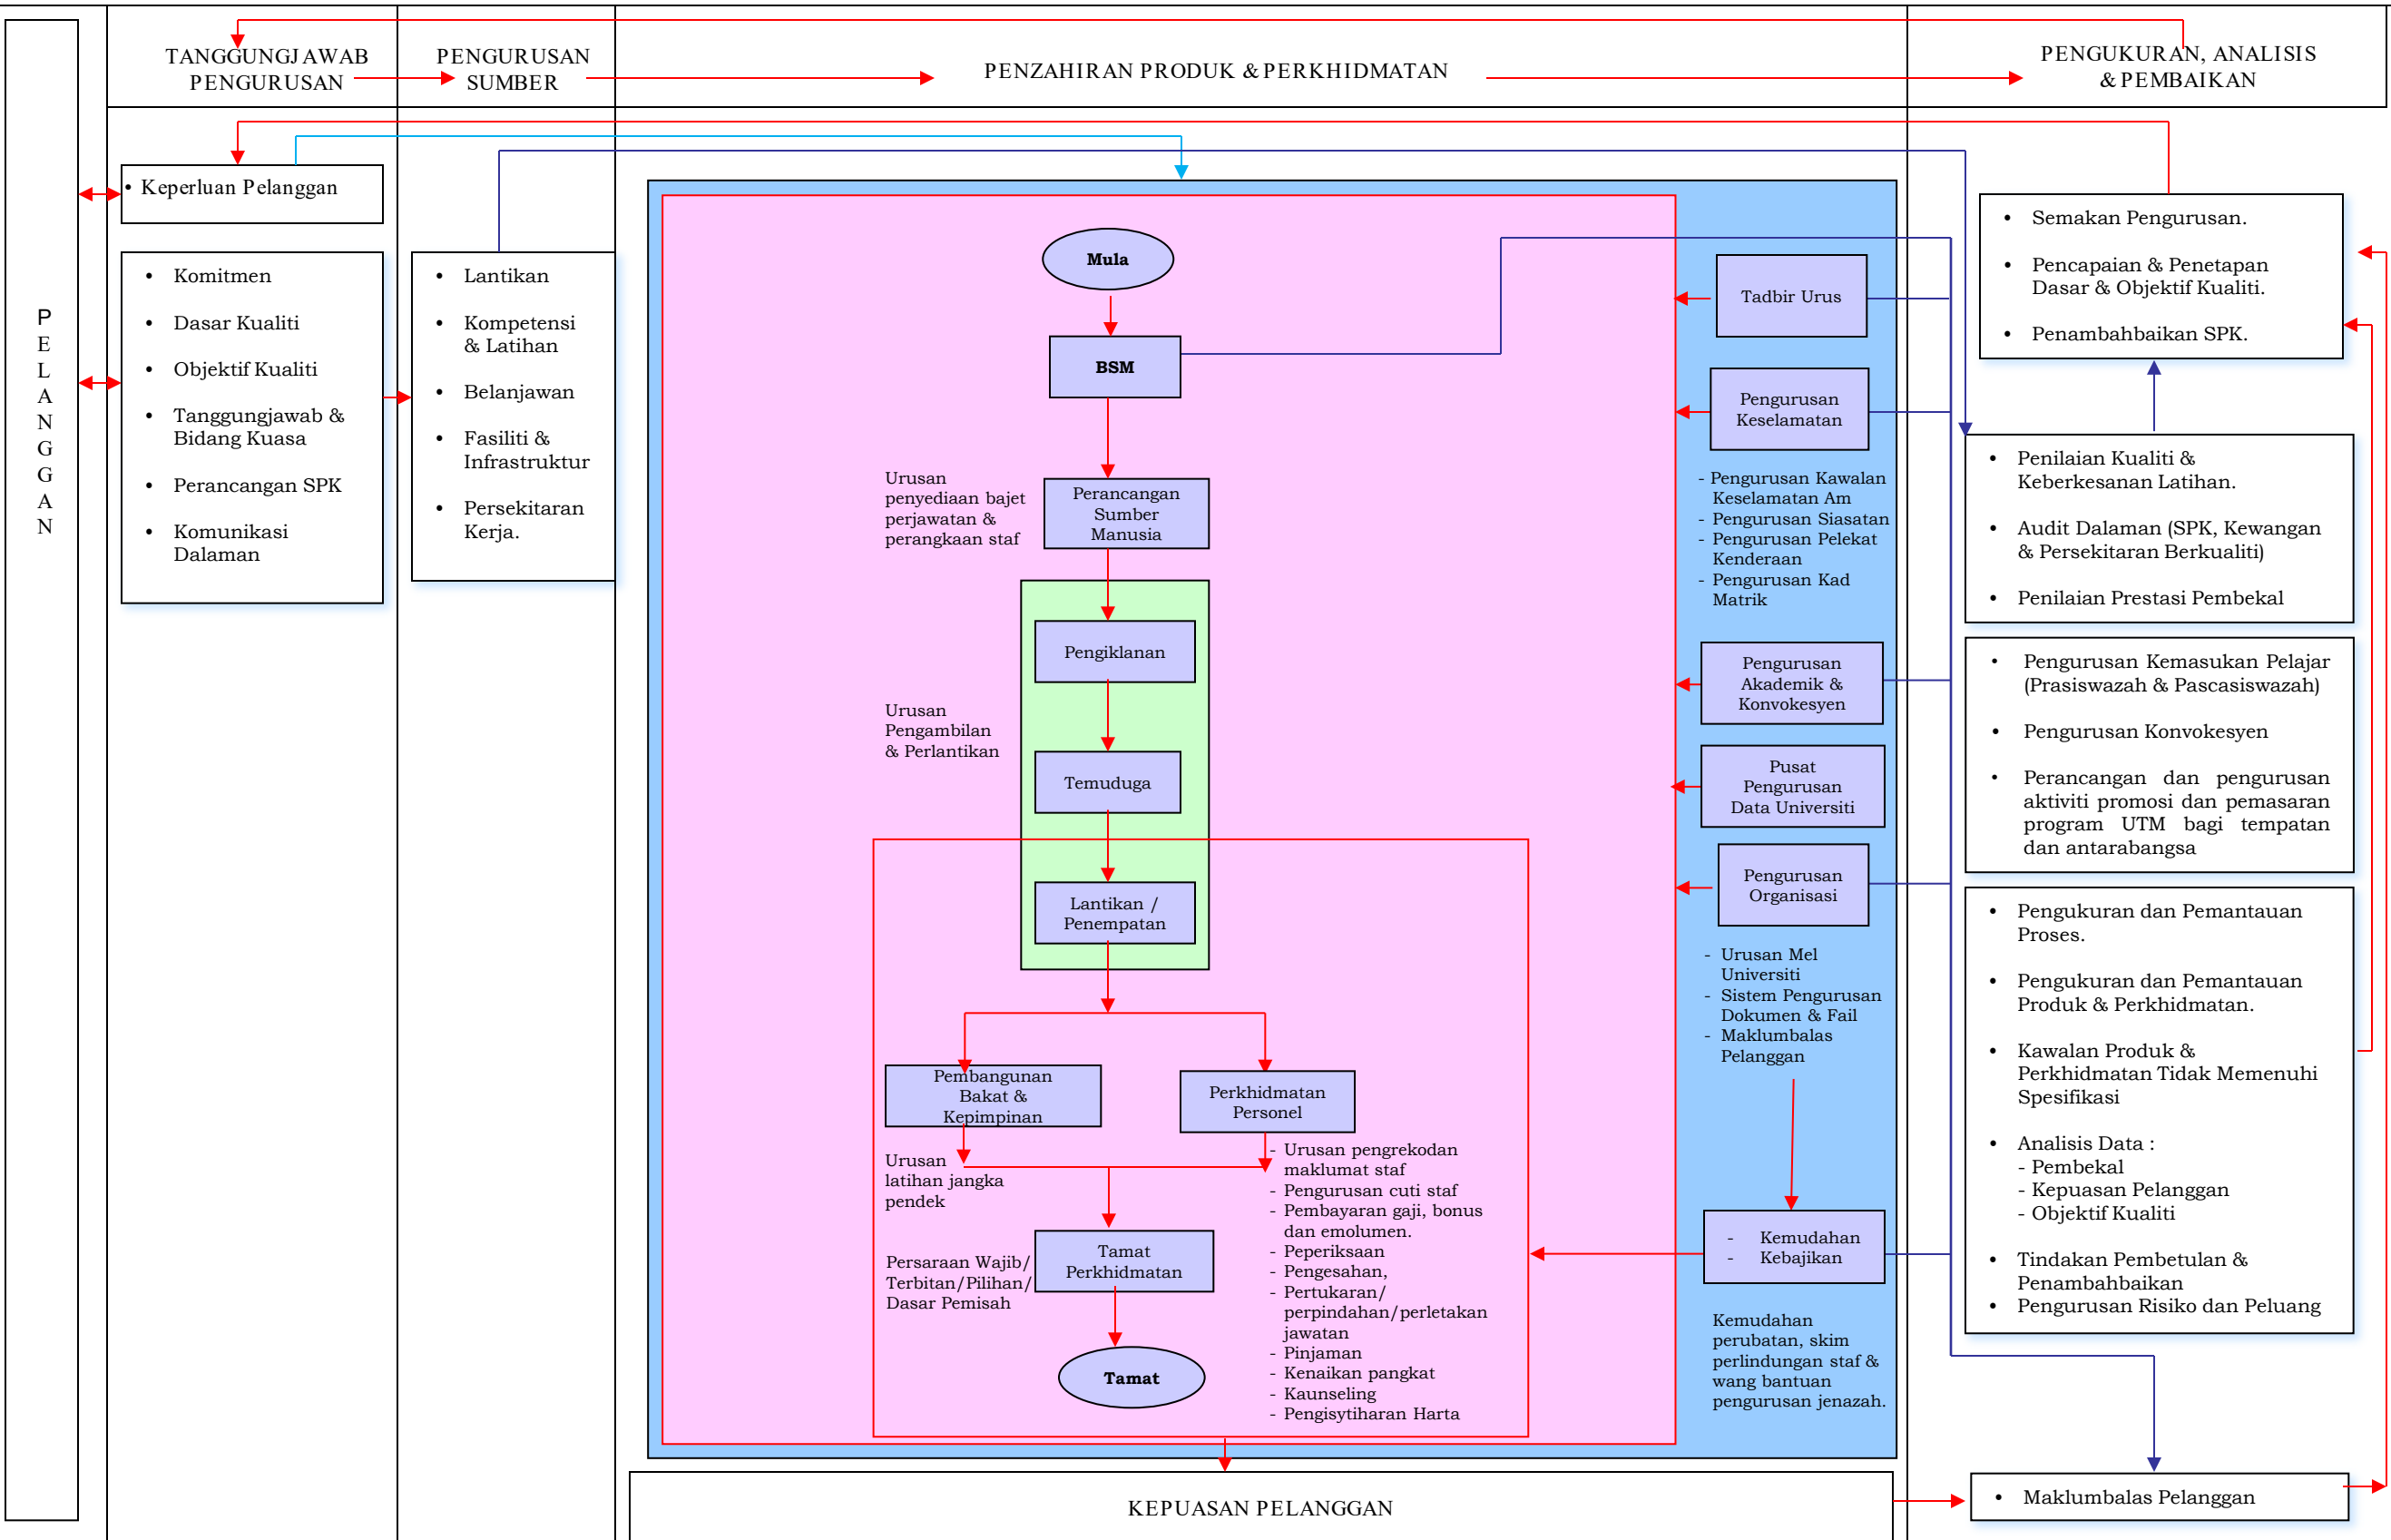 TANGGUNGJAWAB
PENGURUSAN
PENGURUSAN
SUMBER
PENZAHIRAN PRODUK & PERKHIDMATAN
PENGUKURAN, ANALISIS
& PEMBAIKAN
P
E
L
A
N
G
G
A
N
• Keperluan Pelanggan
• Komitmen
• Dasar Kualiti
• Objektif Kualiti
• Tanggungjawab &
Bidang Kuasa
• Perancangan SPK
• Komunikasi
Dalaman
• Lantikan
• Kompetensi
& Latihan
• Belanjawan
• Fasiliti &
Infrastruktur
• Persekitaran
Kerja.
Mula
BSM
Urusan
penyediaan bajet
perjawatan &
perangkaan staf
Perancangan
Sumber
Manusia
Pengiklanan
Urusan
Pengambilan
& Perlantikan
Temuduga
Lantikan /
Penempatan
Pembangunan
Bakat &
Kepimpinan
Perkhidmatan
Personel
Urusan
latihan jangka
pendek
- Urusan pengrekodan
maklumat staf
- Pengurusan cuti staf
- Pembayaran gaji, bonus
dan emolumen.
- Peperiksaan
- Pengesahan,
- Pertukaran/
perpindahan/perletakan
jawatan
- Pinjaman
- Kenaikan pangkat
- Kaunseling
- Pengisytiharan Harta
Persaraan Wajib/
Terbitan/Pilihan/
Dasar Pemisah
Tamat
Perkhidmatan
Tamat
Tadbir Urus
Pengurusan
Keselamatan
- Pengurusan Kawalan
Keselamatan Am
- Pengurusan Siasatan
- Pengurusan Pelekat
Kenderaan
- Pengurusan Kad
Matrik
Pengurusan
Akademik &
Konvokesyen
Pusat
Pengurusan
Data Universiti
Pengurusan
Organisasi
- Urusan Mel
Universiti
- Sistem Pengurusan
Dokumen & Fail
- Maklumbalas
Pelanggan
- Kemudahan
- Kebajikan
Kemudahan
perubatan, skim
perlindungan staf &
wang bantuan
pengurusan jenazah.
• Semakan Pengurusan.
• Pencapaian & Penetapan
Dasar & Objektif Kualiti.
• Penambahbaikan SPK.
• Penilaian Kualiti &
Keberkesanan Latihan.
• Audit Dalaman (SPK, Kewangan
& Persekitaran Berkualiti)
• Penilaian Prestasi Pembekal
• Pengurusan Kemasukan Pelajar
(Prasiswazah & Pascasiswazah)
• Pengurusan Konvokesyen
• Perancangan dan pengurusan
aktiviti promosi dan pemasaran
program UTM bagi tempatan
dan antarabangsa
• Pengukuran dan Pemantauan
Proses.
• Pengukuran dan Pemantauan
Produk & Perkhidmatan.
• Kawalan Produk &
Perkhidmatan Tidak Memenuhi
Spesifikasi
• Analisis Data :
- Pembekal
- Kepuasan Pelanggan
- Objektif Kualiti
• Tindakan Pembetulan &
Penambahbaikan
• Pengurusan Risiko dan Peluang
KEPUASAN PELANGGAN
• Maklumbalas Pelanggan